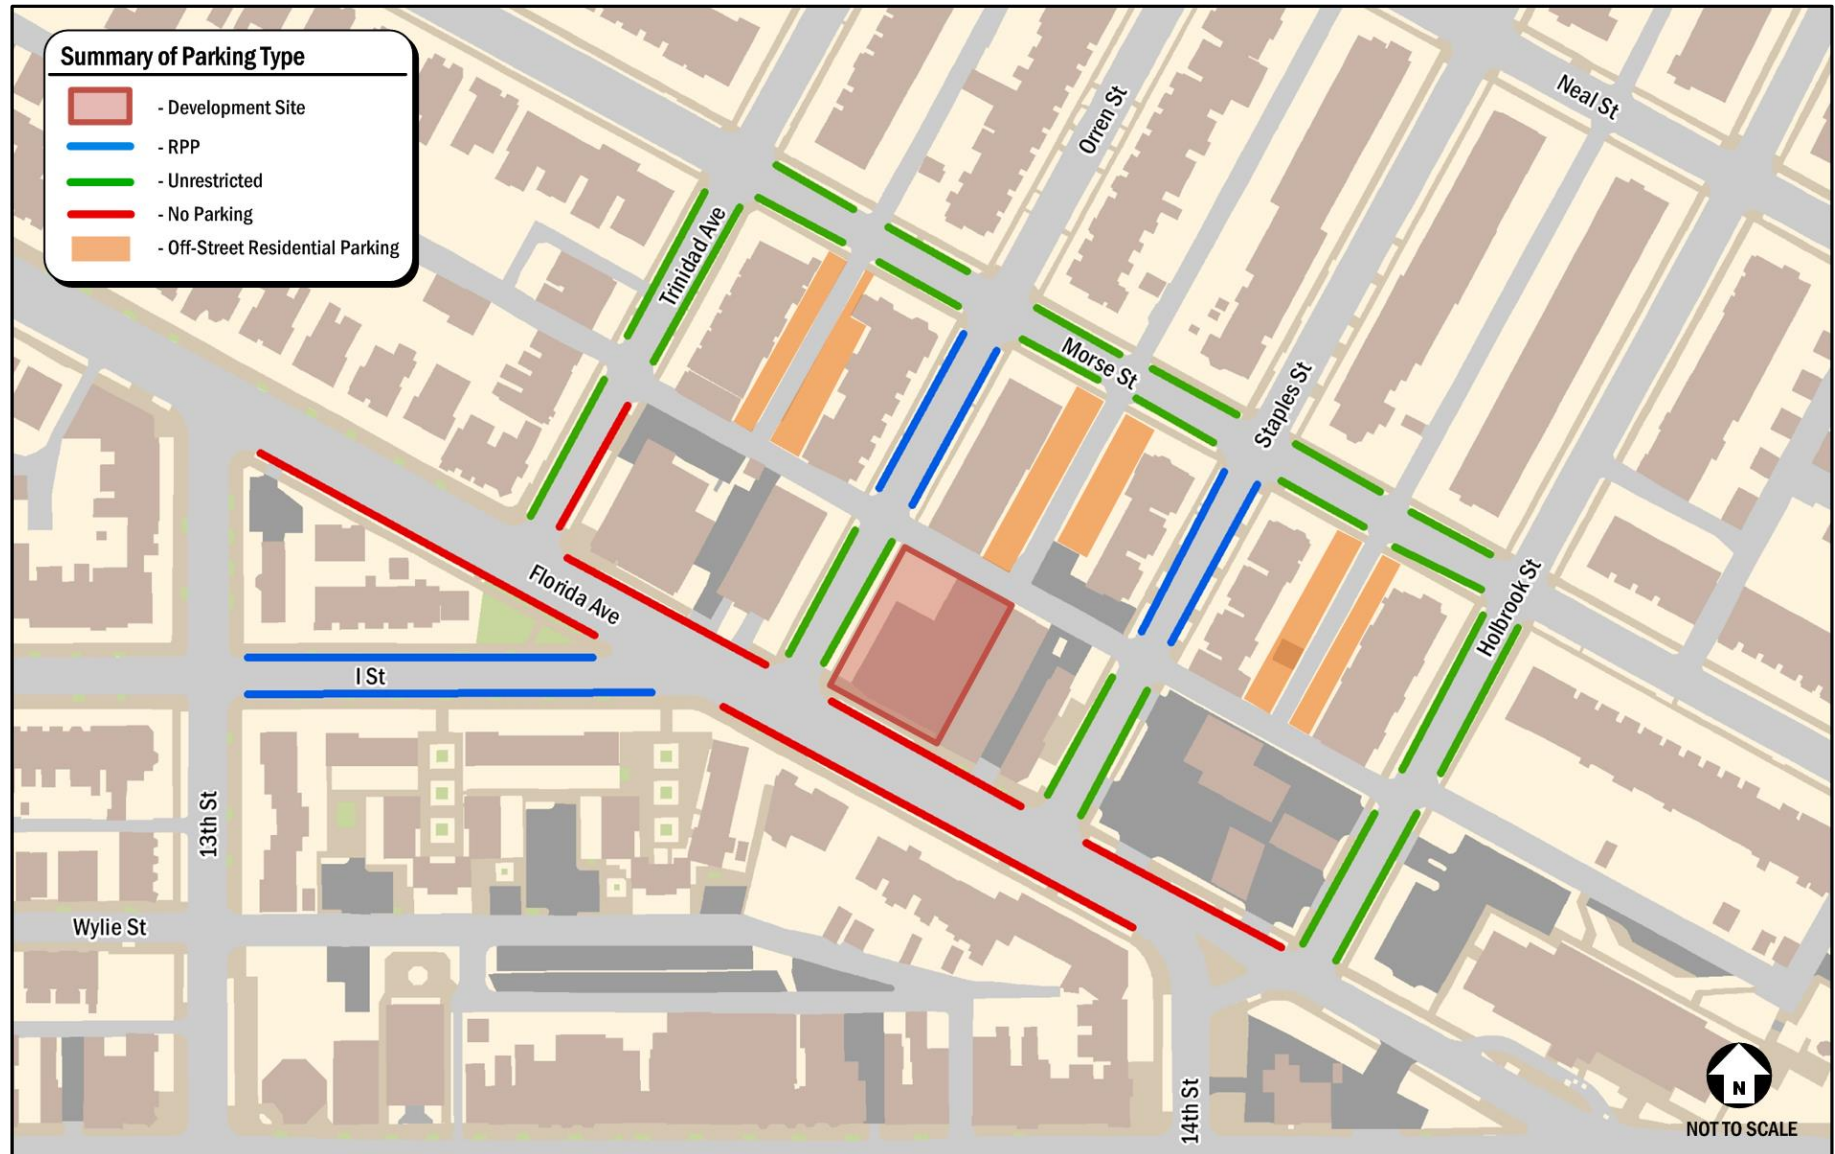 Summary of Parking Type
- Development Site
- RPP
- Unrestricted
- No Parking
- Off-Street Residential Parking
Neal St
Orren St
Trinidad Ave
Morse St
Staples St
Holbrook St
Florida Ave
I St
13th St
Wylie St
14th St
N
NOT TO SCALE